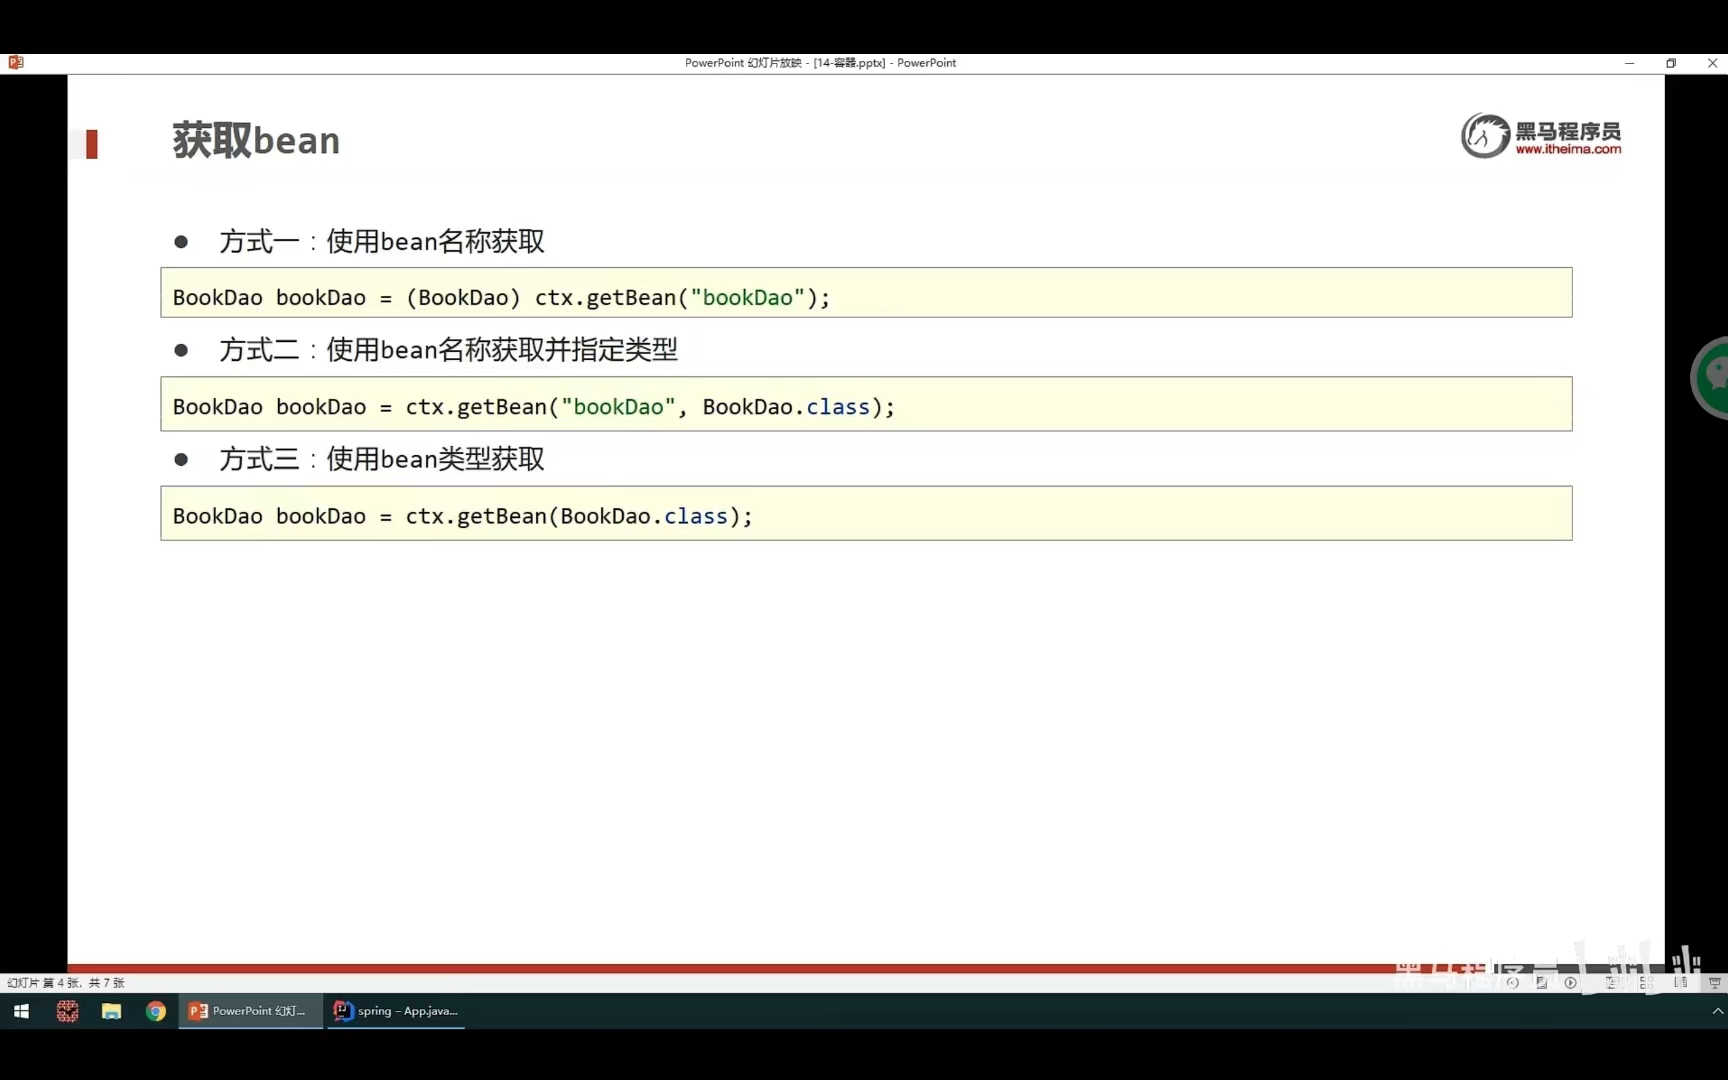 PowerPoint 幻灯片放映 - [14-容器.pptx] - PowerPoint
获取bean
黑马程序员
www.itheima.com
方式一：使用bean名称获取
BookDao bookDao = (BookDao) ctx.getBean("bookDao");
方式二：使用bean名称获取并指定类型
BookDao bookDao = ctx.getBean("bookDao", BookDao.class);
方式三：使用bean类型获取
BookDao bookDao = ctx.getBean(BookDao.class);
黑马程序员
幻灯片 第 4 张，共 7 张
PowerPoint 幻灯...
spring – App.java...